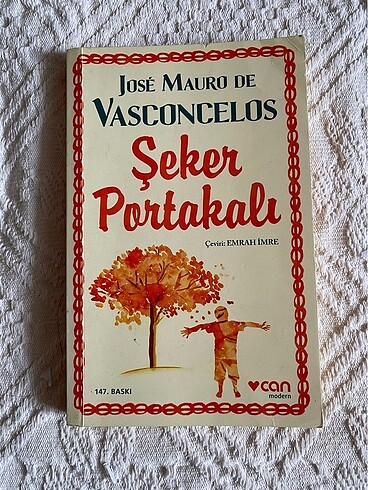 JOSÉ MAURO DE
VASCONCELOS
Şeker
Portakalı
Çeviri: EMRAH İMRE
147. BASKI
can
modern